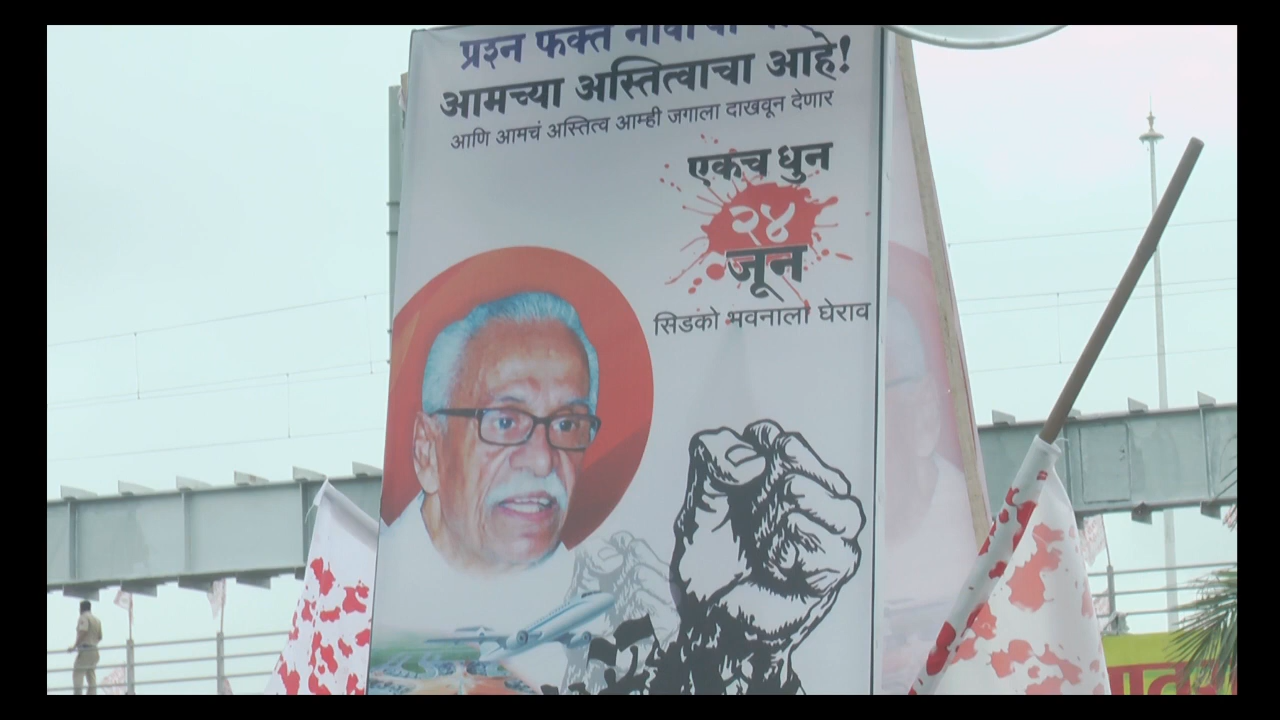 प्रश्न फक्त
आमच्या अस्तित्वाचा आहे!
आणि आमचं अस्तित्व आम्ही जगाला दाखवून देणार
एकच धुन
२४
जून
सिडको भवनाला घेराव